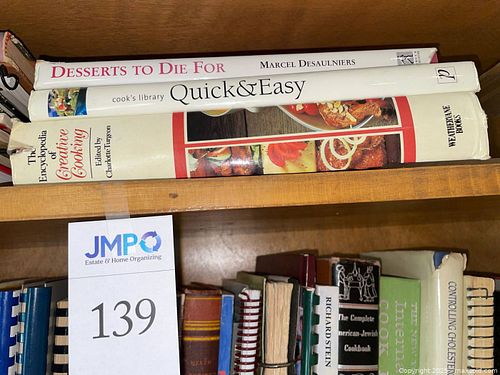 DESSERTS TO DIE FOR MARCEL DESAULNIERS
cook's library Quick&Easy
The Encyclopedia
of
Creative
Cooking
Edited by
Charlotte Turgeon
WEATHERVANE
BOOKS
JMPO
Estate & Home Organizing
139
RICHARDSTEIN
The Complete
American-Jewish
Cookbook
THE NEW
COOK
CONTROLLING CHOLESTEROL